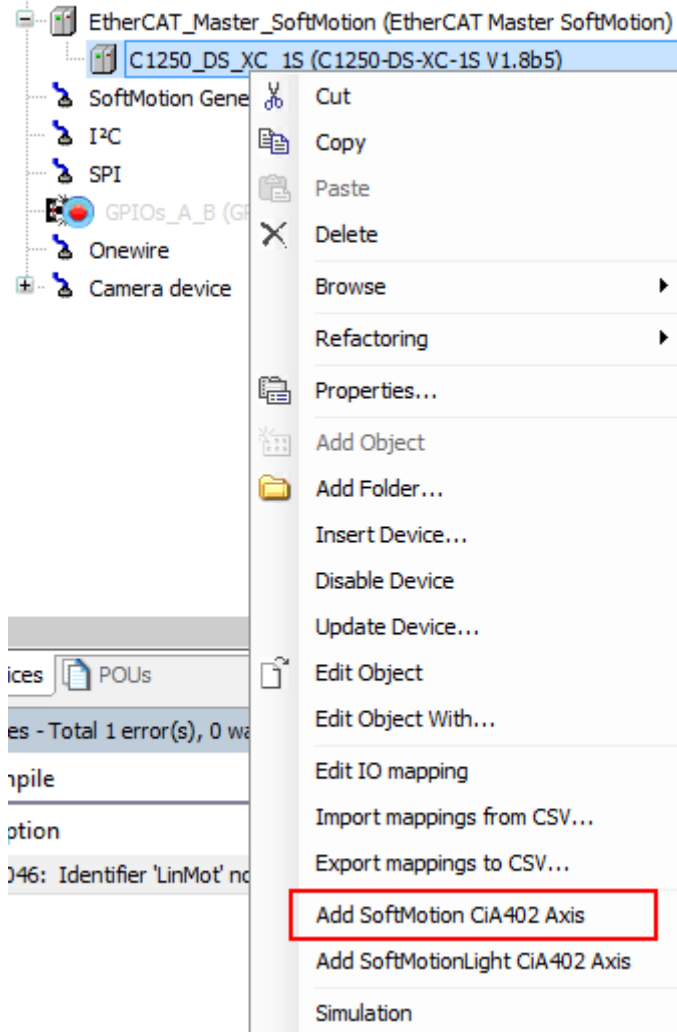 EtherCAT_Master_SoftMotion (EtherCAT Master SoftMotion)
C1250_DS_XC_1S (C1250-DS-XC-1S V1.8b5)
SoftMotion Gene
I²C
SPI
GPIOs_A_B (GP
Onewire
Camera device
Cut
Copy
Paste
Delete
Browse
Refactoring
Properties...
Add Object
Add Folder...
Insert Device...
Disable Device
Update Device...
Edit Object
Edit Object With...
Edit IO mapping
Import mappings from CSV...
Export mappings to CSV...
Add SoftMotion CiA402 Axis
Add SoftMotionLight CiA402 Axis
Simulation
ices POUs
es - Total 1 error(s), 0 wa
npile
ption
046: Identifier 'LinMot' no